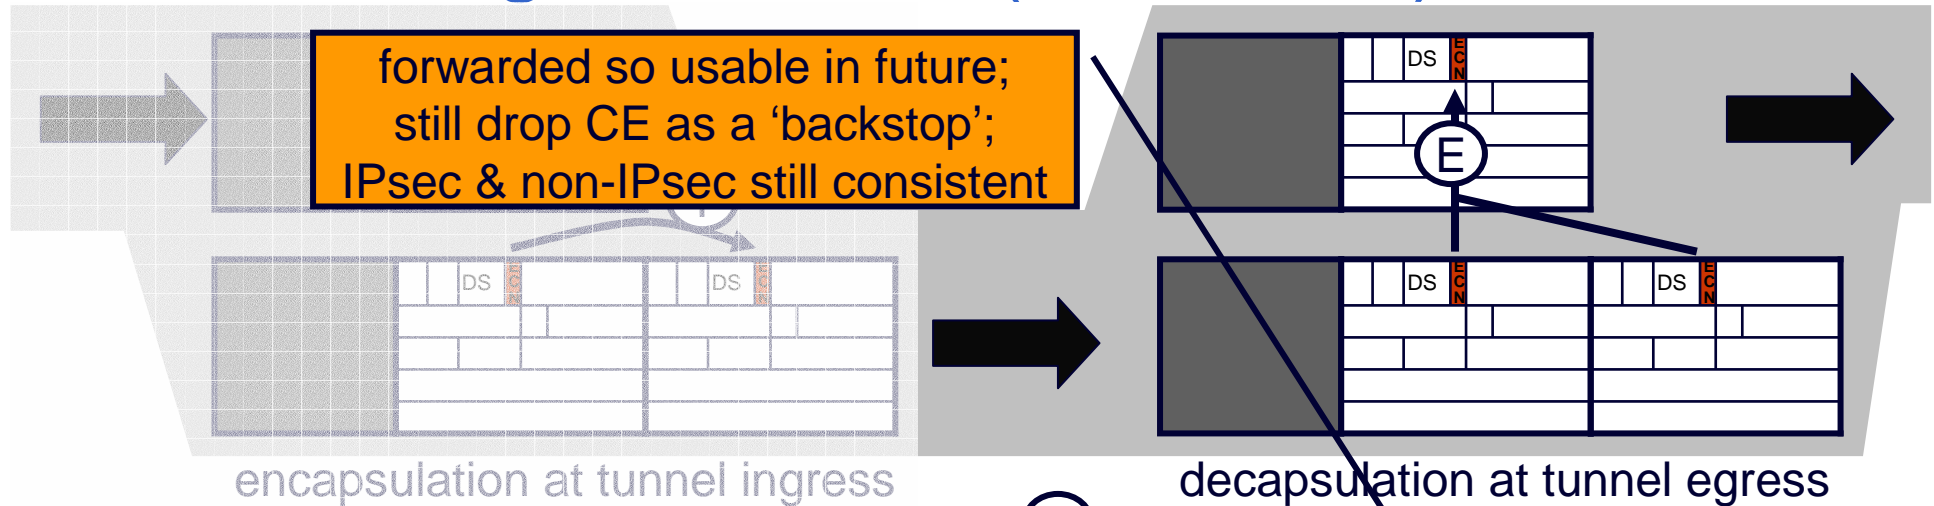 forwarded so usable in future;
still drop CE as a ‘backstop’;
IPsec & non-IPsec still consistent
DS
ECN
E
DS
ECN
DS
ECN
DS
ECN
DS
ECN
encapsulation at tunnel ingress
decapsulation at tunnel egress